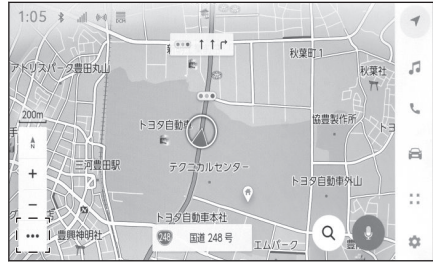 1:05
DCM
秋葉町1
アトリスパーク豊田丸山
秋葉社
200m
協豊製作所
トヨタ自動
N
三河豊田駅
テクニカルセンター
トヨタ自動車外山
トヨタ自動車本社
豊興神明社
248
国道 248 号
エムパーク